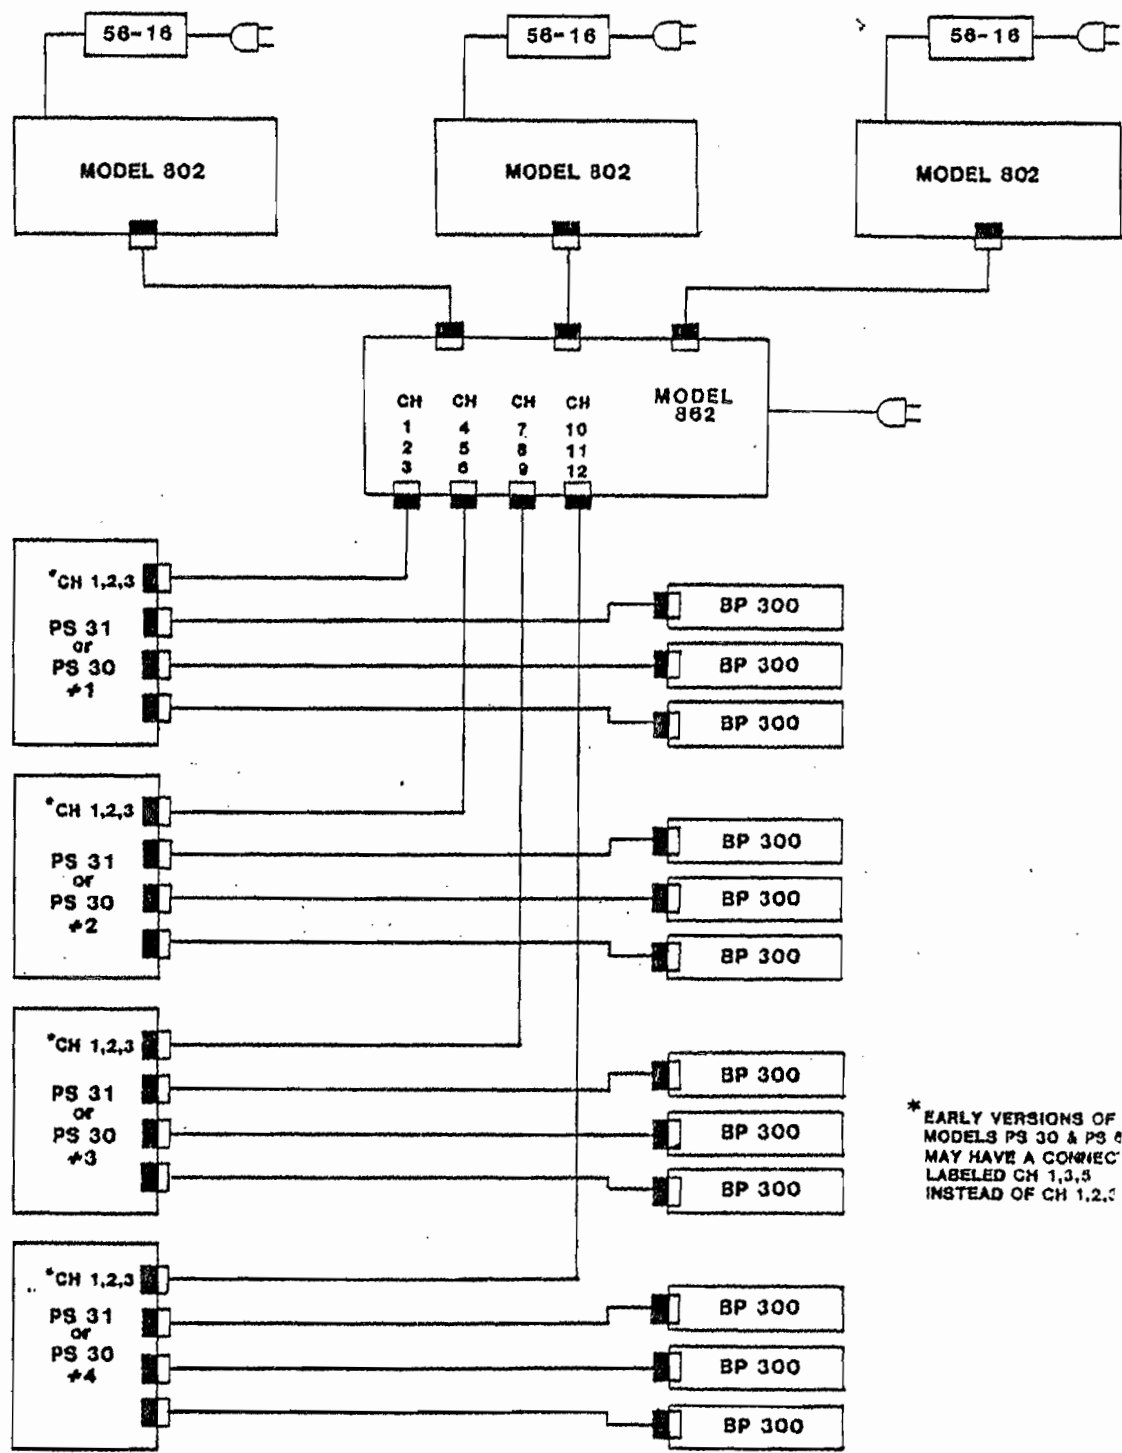 56-16
56-16
56-16
MODEL 802
MODEL 802
MODEL 802
CH CH CH CH
1 4 7 10
2 5 8 11
3 6 9 12
MODEL
862
*CH 1,2,3
PS 31
or
PS 30
#1
BP 300
BP 300
BP 300
*CH 1,2,3
PS 31
or
PS 30
#2
BP 300
BP 300
BP 300
*CH 1,2,3
PS 31
or
PS 30
#3
BP 300
BP 300
BP 300
*EARLY VERSIONS OF
MODELS PS 30 & PS
MAY HAVE A CONNEC
LABELED CH 1,3,5
INSTEAD OF CH 1,2,
*CH 1,2,3
PS 31
or
PS 30
#4
BP 300
BP 300
BP 300